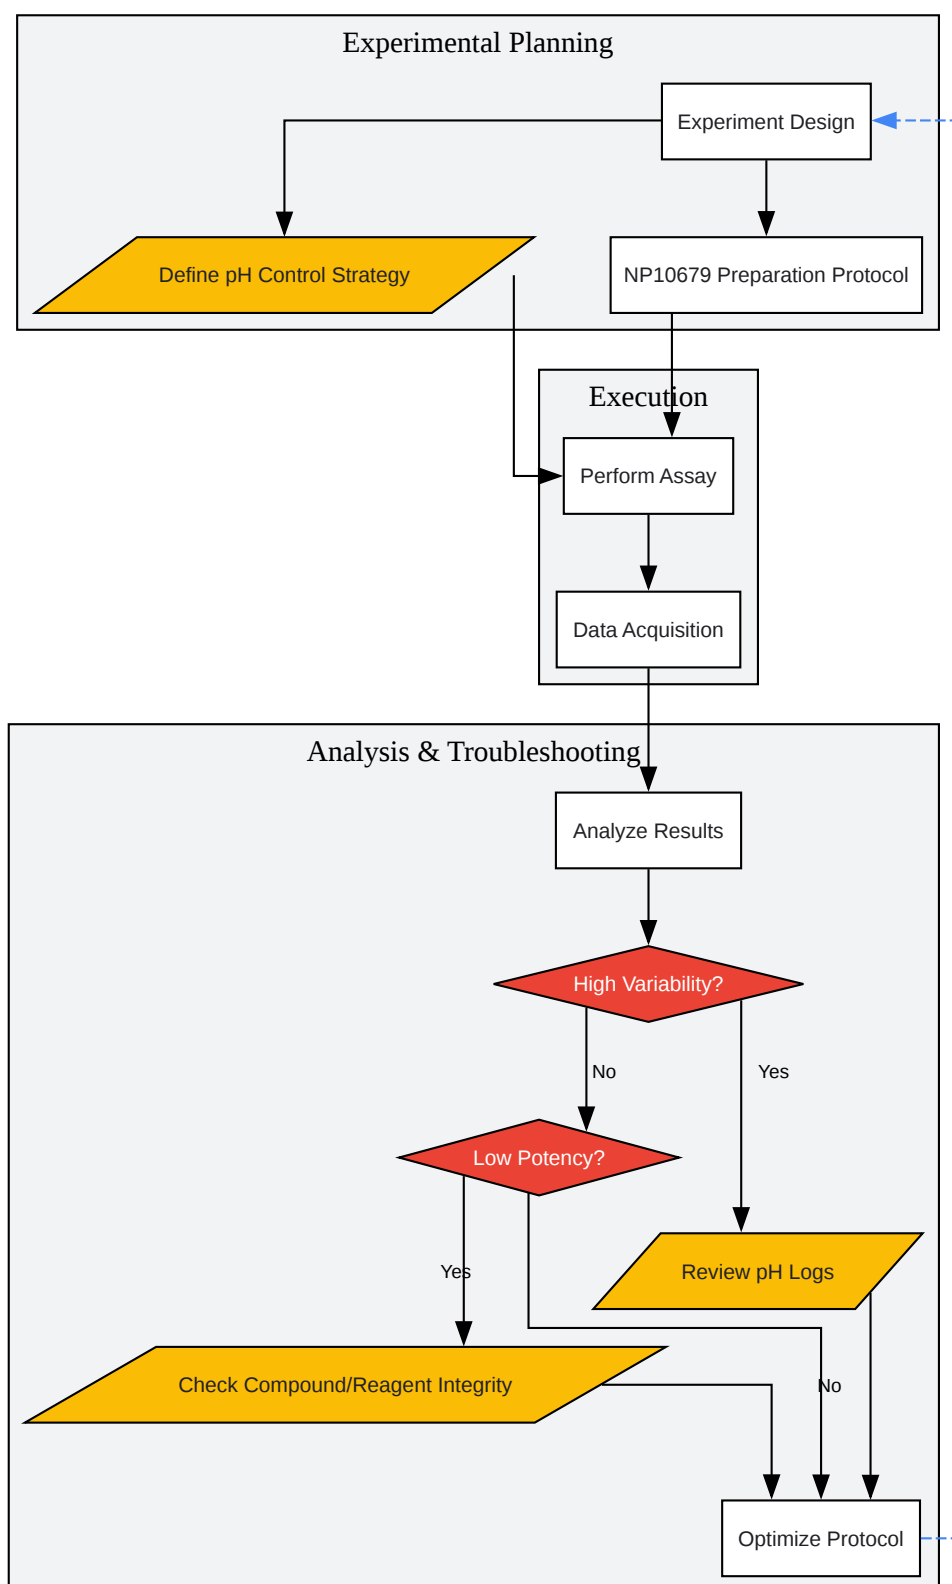 Experimental Planning
Experiment Design
Define pH Control Strategy
NP10679 Preparation Protocol
Execution
Perform Assay
Data Acquisition
Analysis & Troubleshooting
Analyze Results
High Variability?
No
Yes
Low Potency?
Yes
Review pH Logs
Check Compound/Reagent Integrity
No
Optimize Protocol